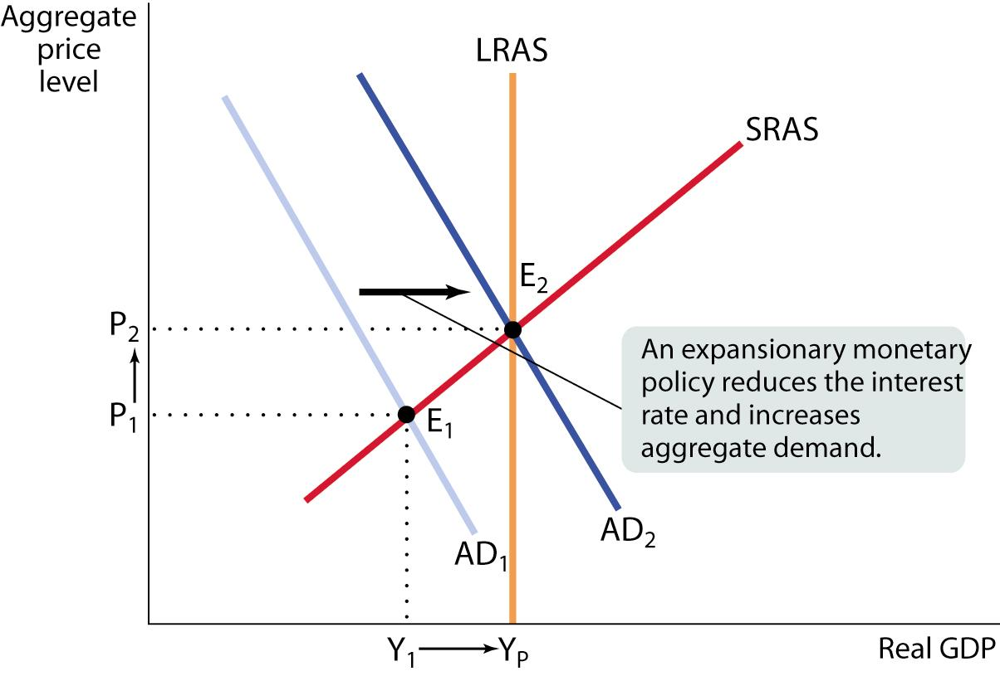 Aggregate
price
level
LRAS
SRAS
E₂
P₂
An expansionary monetary
policy reduces the interest
rate and increases
aggregate demand.
P₁
E₁
AD₂
AD₁
Y₁
Yₚ
Real GDP